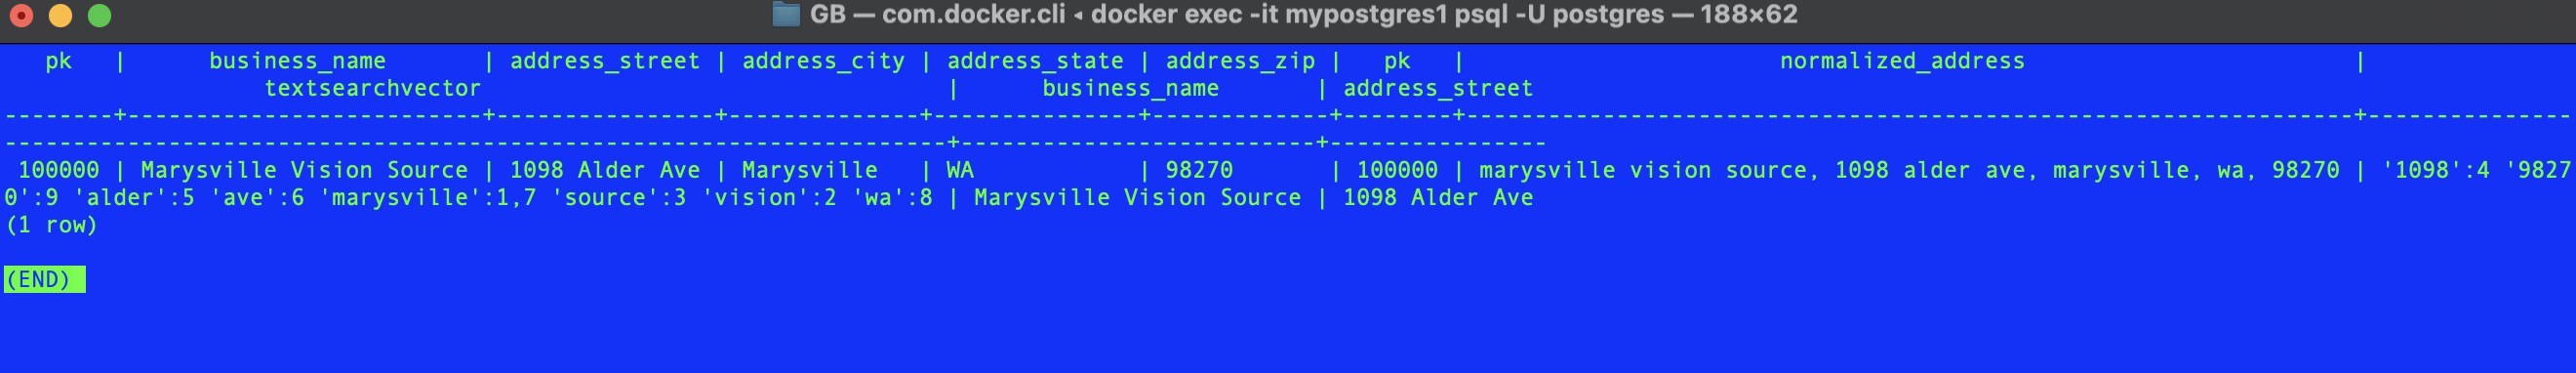 GB — com.docker.cli ◂ docker exec -it mypostgres1 psql -U postgres — 188×62
   pk   |      business_name       | address_street | address_city | address_state | address_zip |   pk   |                       normalized_address                        |
                   textsearchvector                                  |      business_name       | address_street
--------+--------------------------+----------------+--------------+---------------+-------------+--------+-----------------------------------------------------------------+---------------
---------------------------------------------------------------------+--------------------------+----------------
 100000 | Marysville Vision Source | 1098 Alder Ave | Marysville   | WA            | 98270       | 100000 | marysville vision source, 1098 alder ave, marysville, wa, 98270 | '1098':4 '9827
0':9 'alder':5 'ave':6 'marysville':1,7 'source':3 'vision':2 'wa':8 | Marysville Vision Source | 1098 Alder Ave
(1 row)
(END)